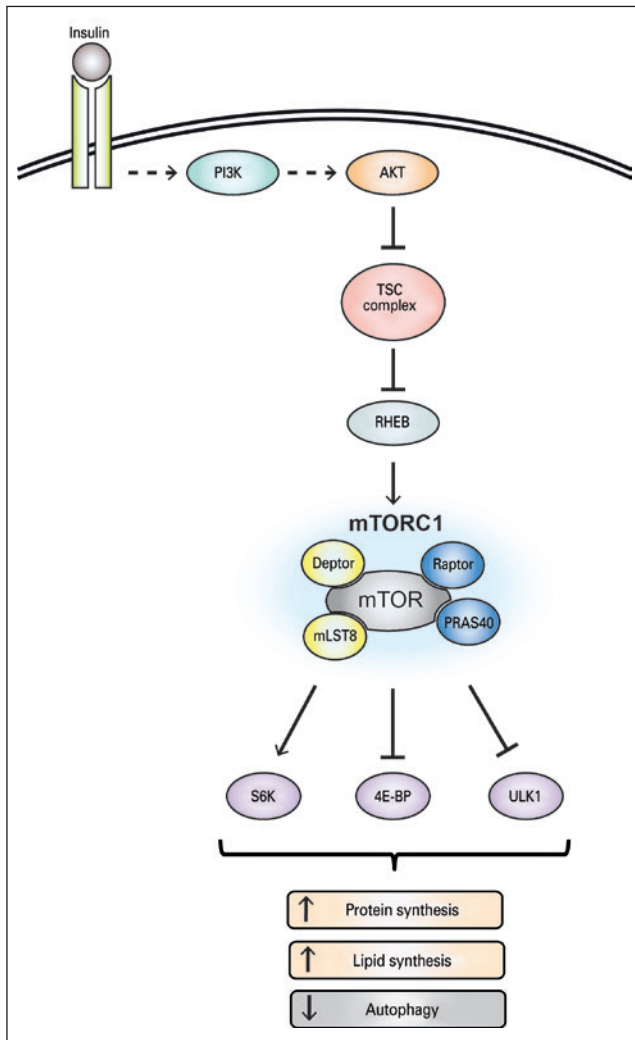 Insulin
PI3K
AKT
TSC
complex
RHEB
mTORC1
Deptor
Raptor
mTOR
mLST8
PRAS40
S6K
4E-BP
ULK1
Protein synthesis
Lipid synthesis
Autophagy